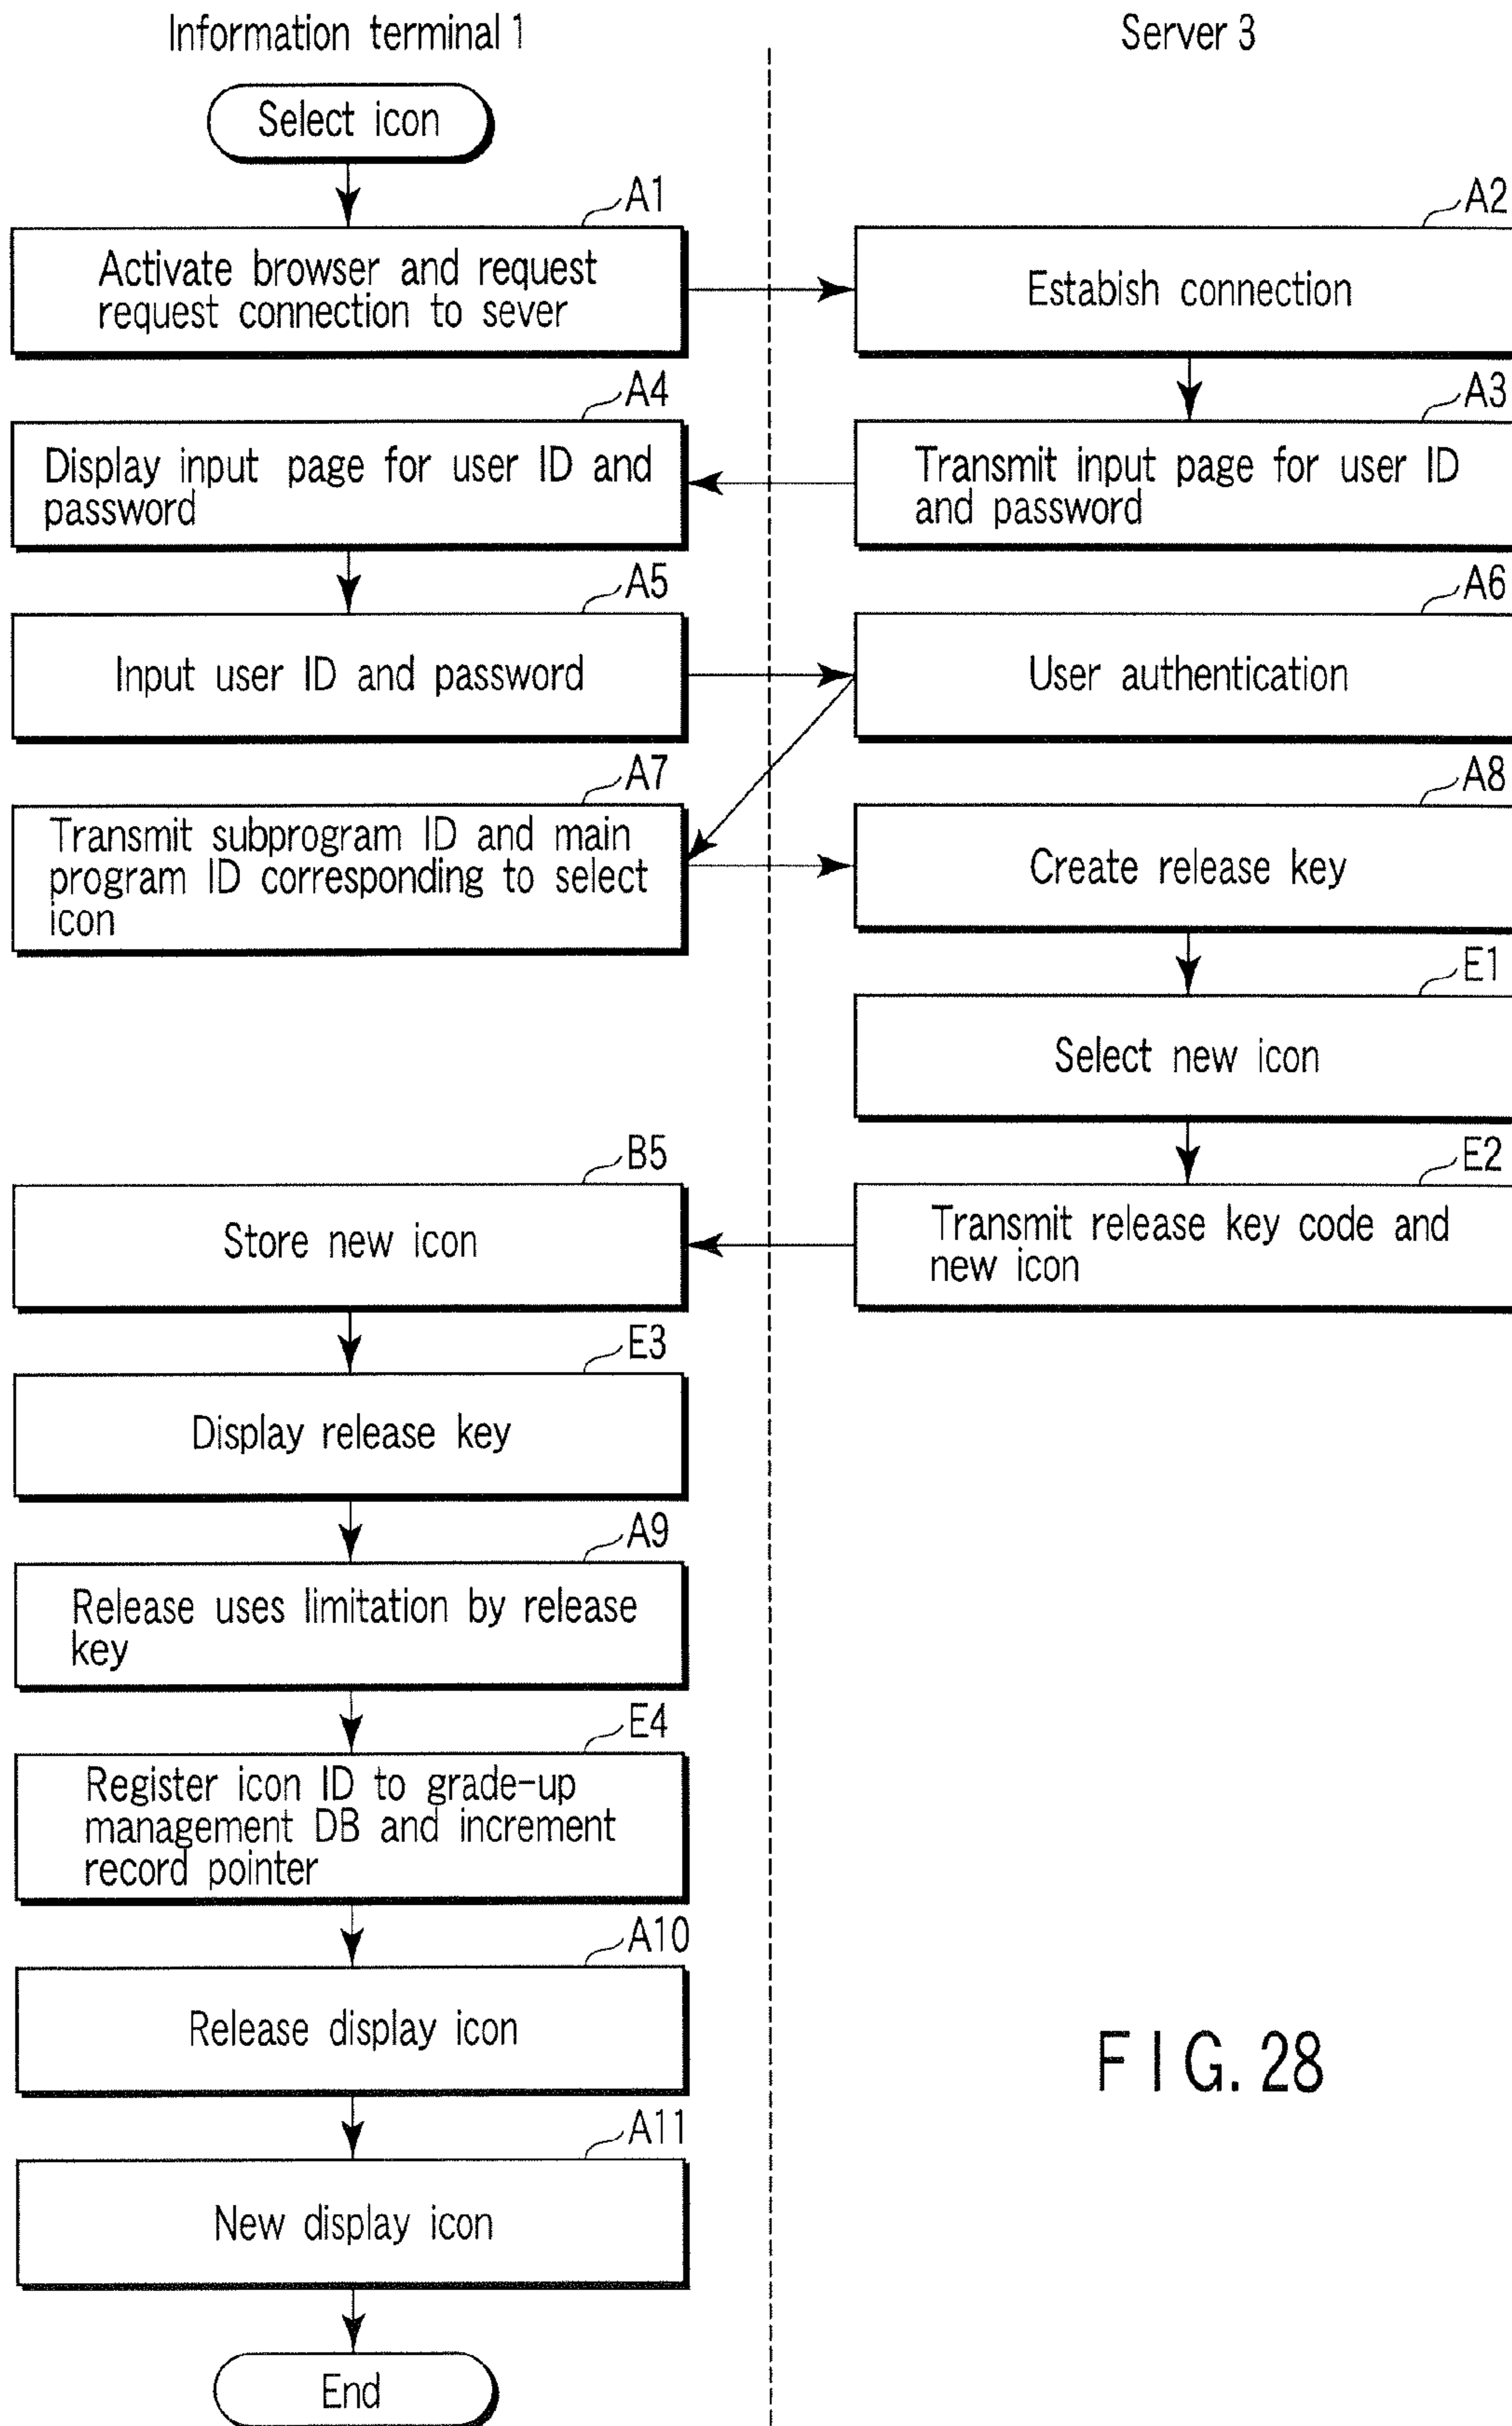 Information terminal 1
Server 3
Select icon
A1
Activate browser and request
request connection to sever
A2
Estabish connection
A4
Display input page for user ID and
password
A3
Transmit input page for user ID
and password
A5
Input user ID and password
A6
User authentication
A7
Transmit subprogram ID and main
program ID corresponding to select
icon
A8
Create release key
E1
Select new icon
B5
Store new icon
E2
Transmit release key code and
new icon
E3
Display release key
A9
Release uses limitation by release
key
E4
Register icon ID to grade-up
management DB and increment
record pointer
A10
Release display icon
A11
New display icon
End
FIG. 28